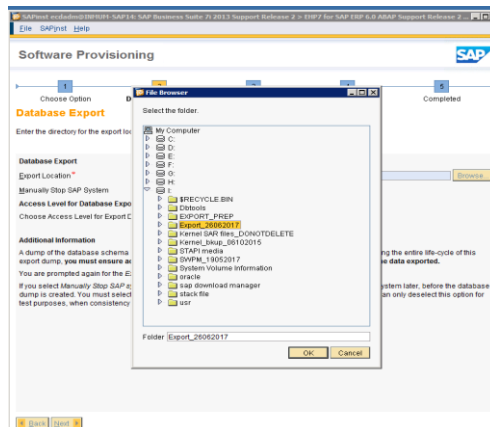 SAPinst ecdadm@INFRUM-SAP14: SAP Business Suite 7i 2013 Support Release 2 > EHP7 for SAP ERP 6.0 ABAP Support Release 2 ...
File SAPinst Help
Software Provisioning
SAP
1
5
Choose Option
D
Completed
Database Export
Enter the directory for the export loc
Database Export
Export Location*
Browse...
Manually Stop SAP System
Access Level for Database Expo
Choose Access Level for Export D
Additional Information
A dump of the database schema
ng the entire life-cycle of this
export dump, you must ensure a
e data exported.
You are prompted again for the E
If you select Manually Stop SAP s
ystem later, before the database
dump is created. You must select
an only deselect this option for
test purposes, when consistency
Back Next
File Browser
Select the folder.
My Computer
C:
D:
E:
F:
G:
H:
I:
$RECYCLE.BIN
Dbtools
EXPORT_PREP
Export_26062017
Kernel SAR files_DONOTDELETE
Kernel_bkup_06102015
STAPI media
SWPM_19052017
System Volume Information
oracle
sap download manager
stack file
usr
Folder Export_26062017
OK Cancel